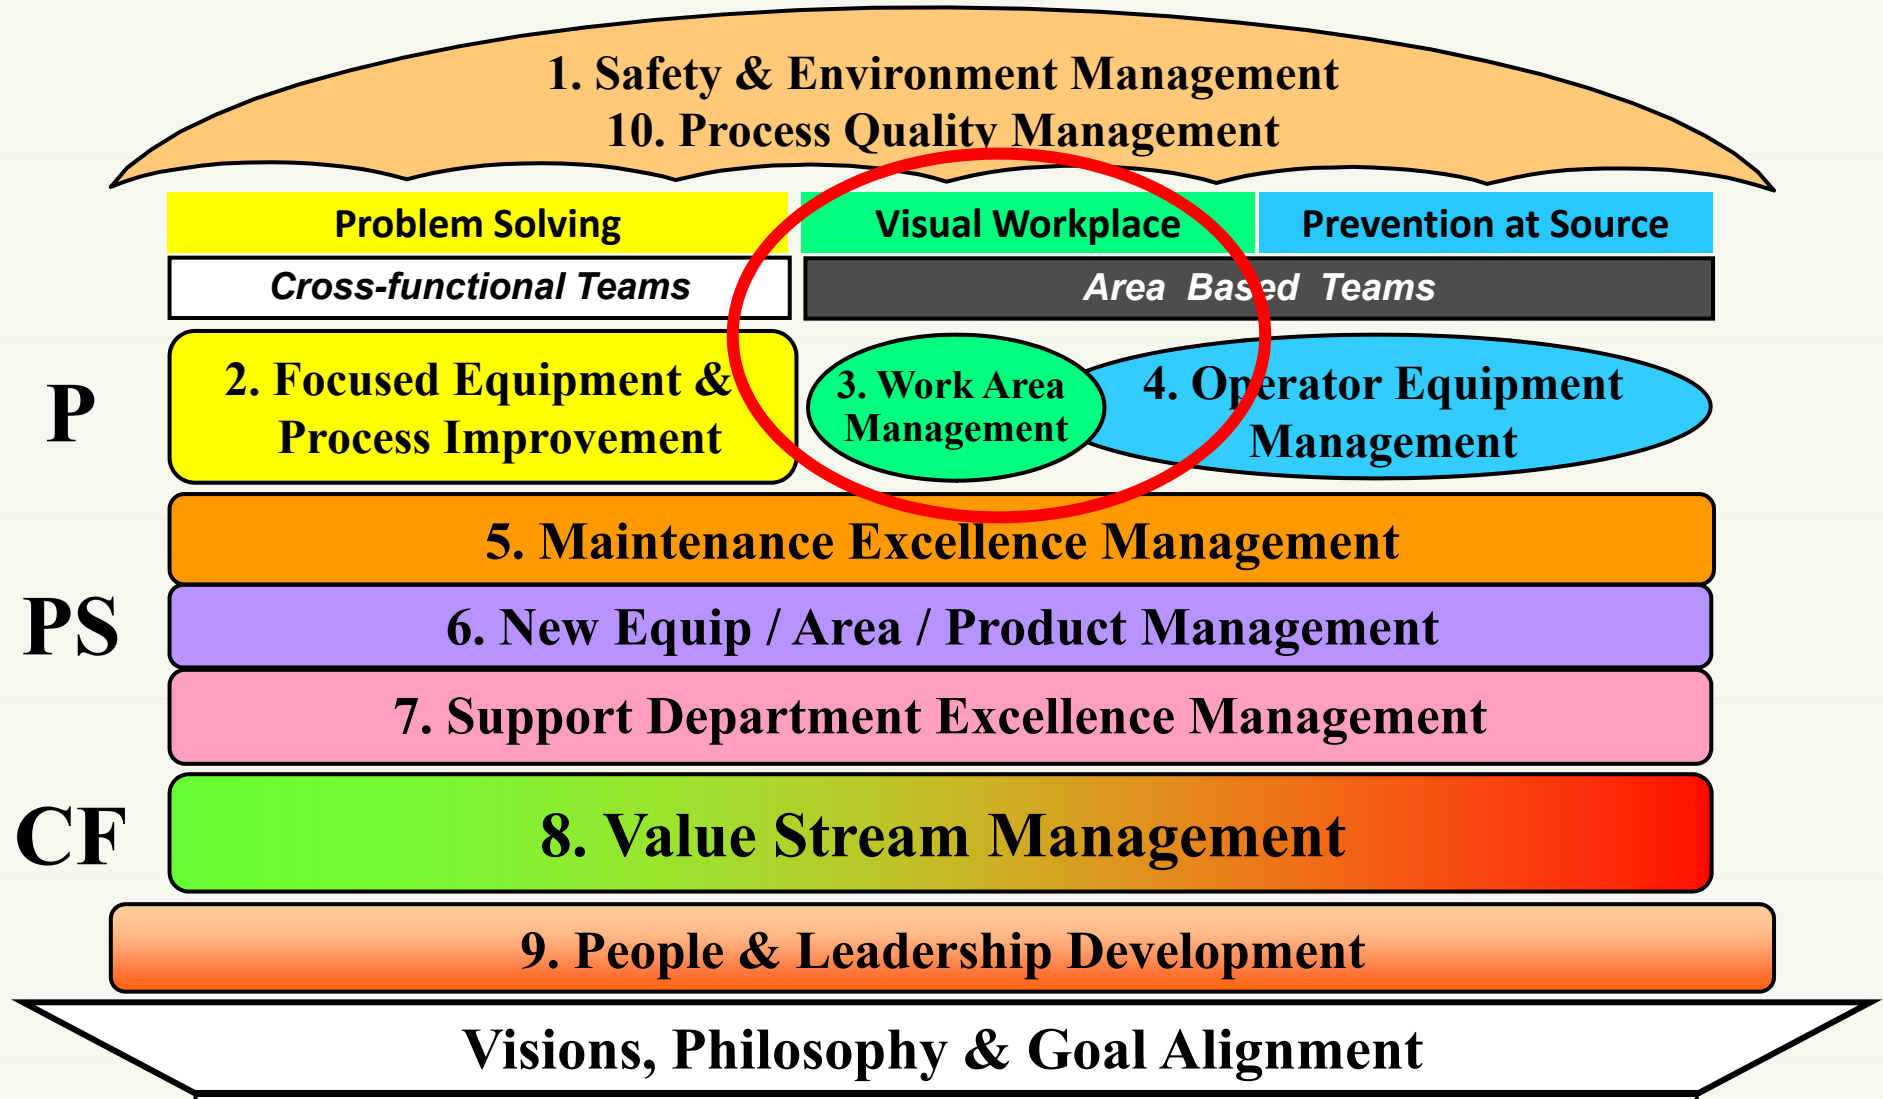 1. Safety & Environment Management
10. Process Quality Management
Problem Solving
Visual Workplace
Prevention at Source
Cross-functional Teams
Area Based Teams
P
2. Focused Equipment &
Process Improvement
3. Work Area
Management
4. Operator Equipment
Management
5. Maintenance Excellence Management
PS
6. New Equip / Area / Product Management
7. Support Department Excellence Management
CF
8. Value Stream Management
9. People & Leadership Development
Visions, Philosophy & Goal Alignment